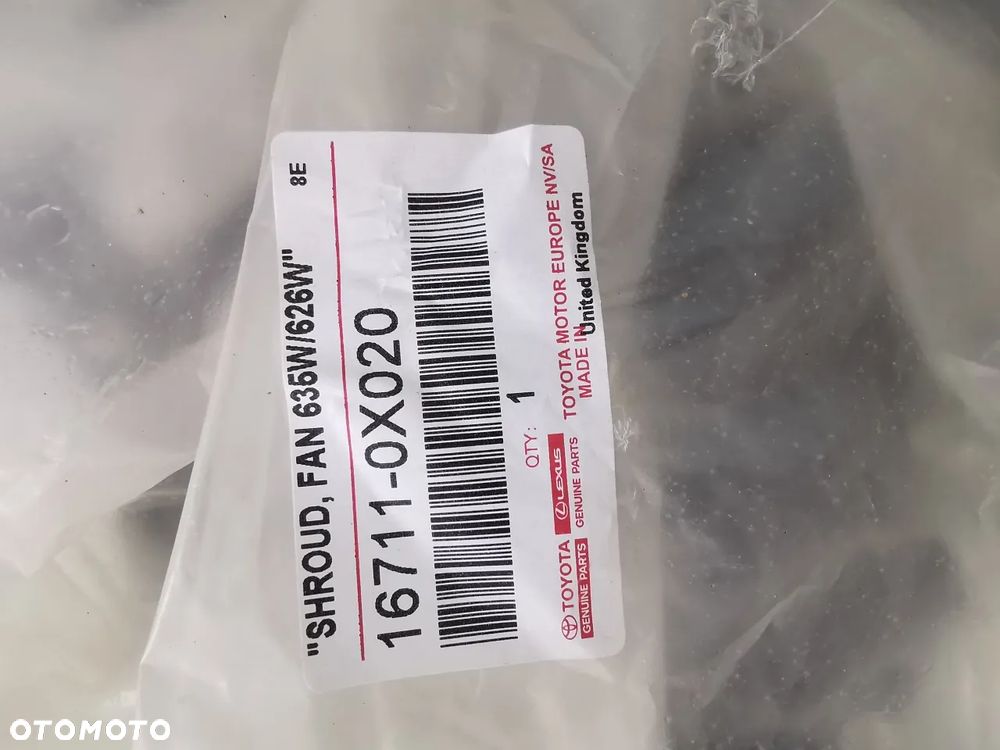 "SHROUD, FAN 635W/626W"
8E
16711-0X020
QTY: 1
TOYOTA
GENUINE PARTS
LEXUS
GENUINE PARTS
TOYOTA MOTOR EUROPE NV/SA
MADE IN
United Kingdom
OTOMOTO